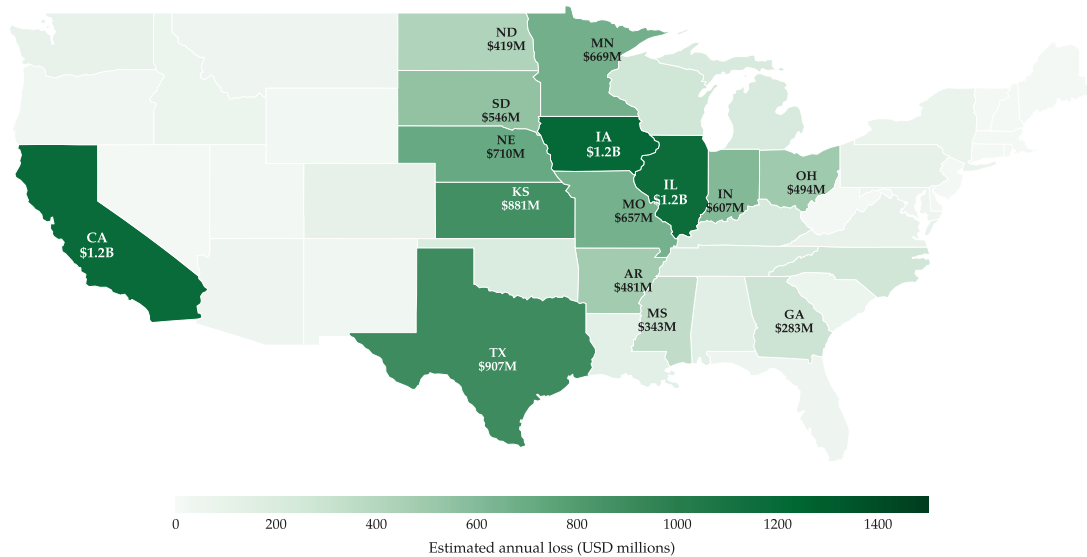 ND
$419M
MN
$669M
SD
$546M
NE
$710M
IA
$1.2B
KS
$881M
MO
$657M
IL
$1.2B
IN
$607M
OH
$494M
CA
$1.2B
AR
$481M
MS
$343M
GA
$283M
TX
$907M
0
200
400
600
800
1000
1200
1400
Estimated annual loss (USD millions)